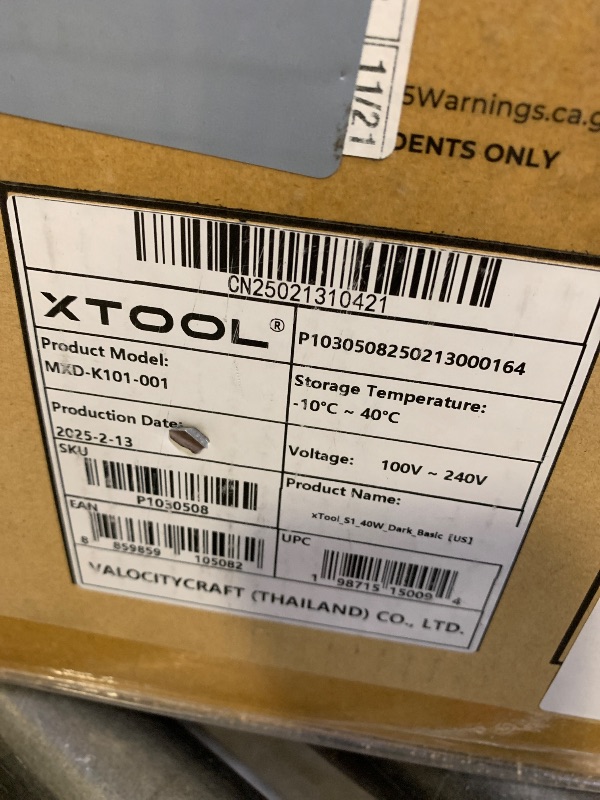 11/21
5Warnings.ca.g
DENTS ONLY
CN25021310421
XTOOL®
P1030508250213000164
Product Model:
MXD-K101-001
Storage Temperature:
-10°C ~ 40°C
Production Date:
2025-2-13
Voltage: 100V ~ 240V
SKU
P1030508
Product Name:
xTool_S1_40W_Dark_Basic [US]
EAN
8 859859 105082
UPC
1 98715 15009 4
VALOCITYCRAFT (THAILAND) CO., LTD.